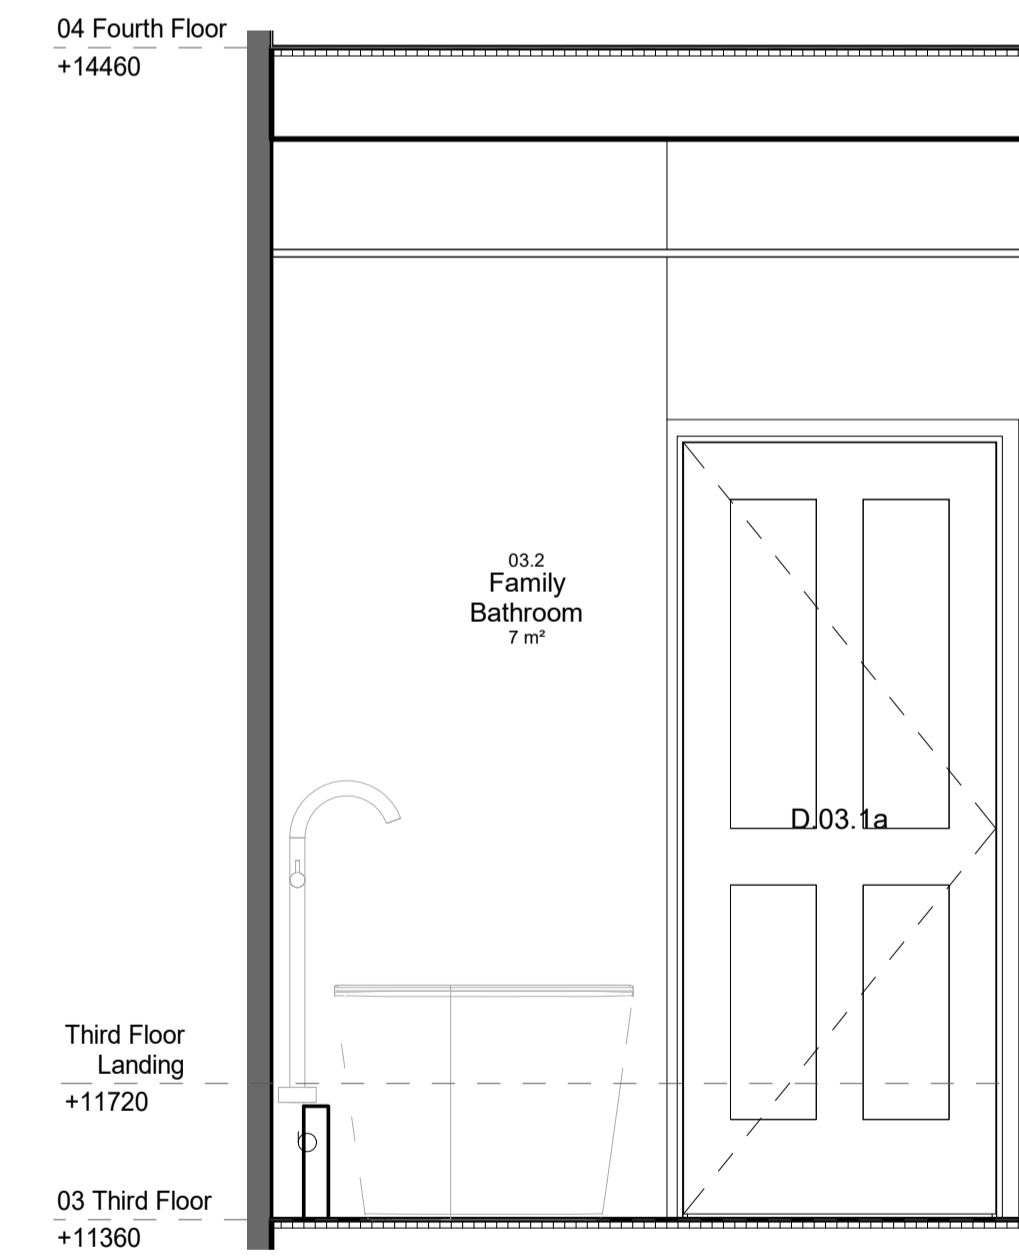 04 Fourth Floor
+14460
03.2
Family
Bathroom
7 m²
D.03.1a
Third Floor
Landing
+11720
03 Third Floor
+11360